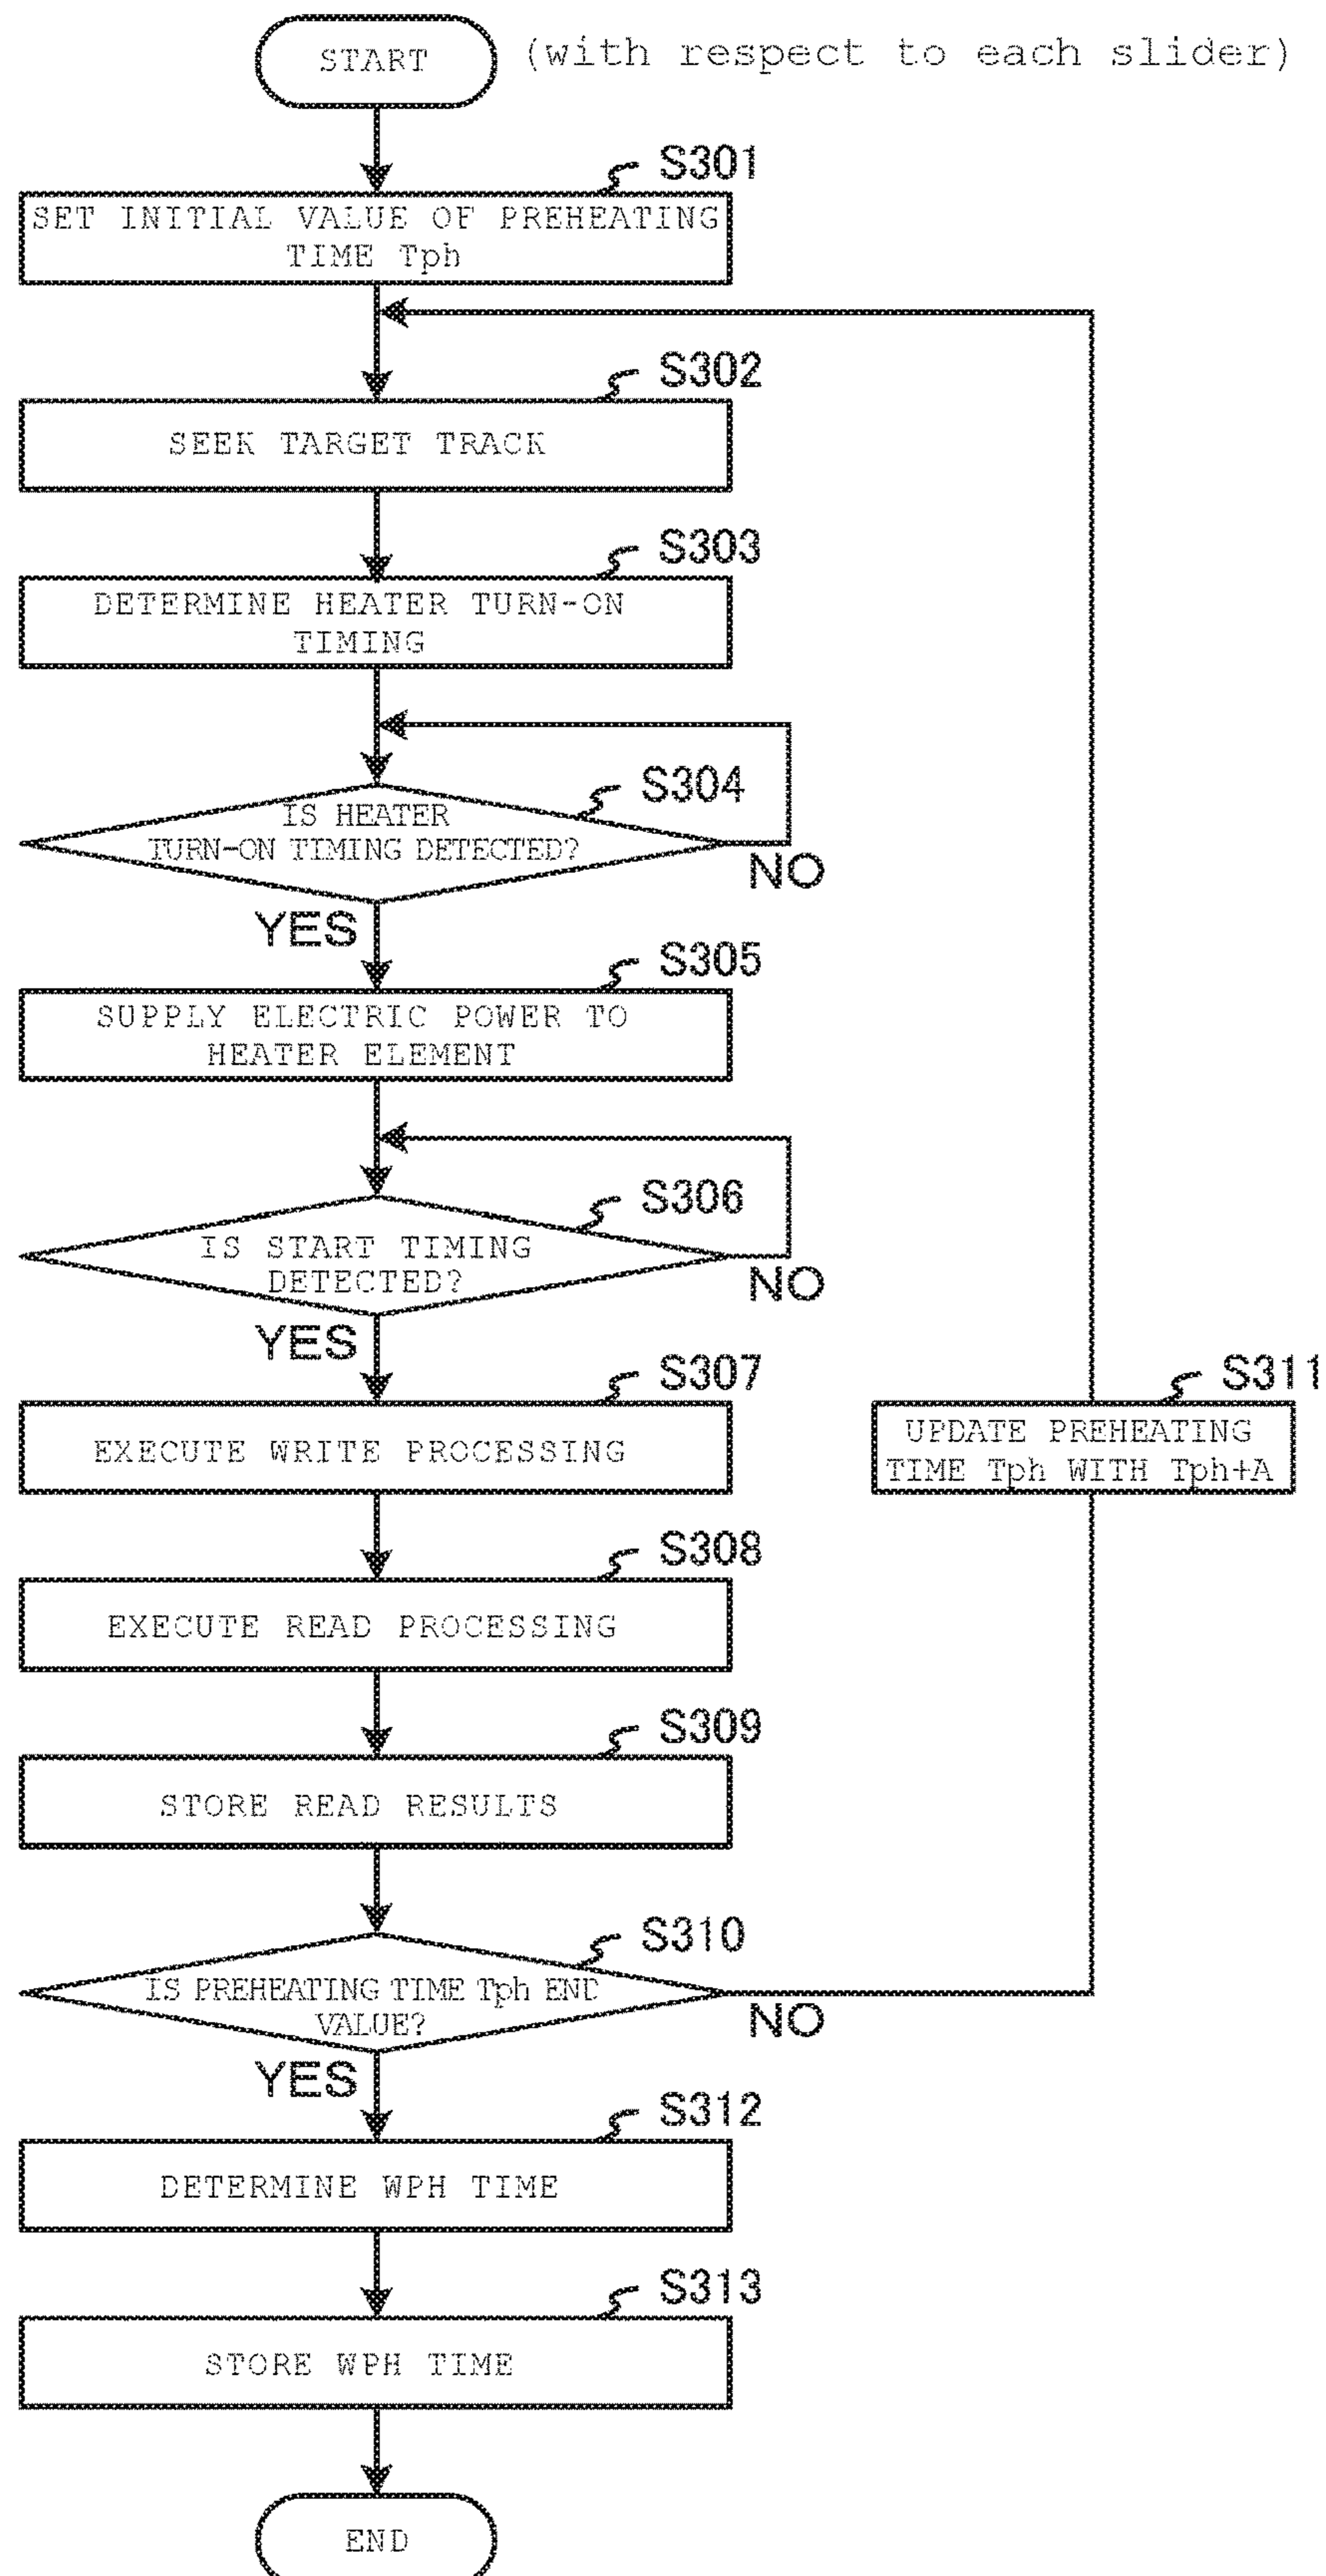 START
(with respect to each slider)
S301
SET INITIAL VALUE OF PREHEATING
TIME Tph
S302
SEEK TARGET TRACK
S303
DETERMINE HEATER TURN-ON
TIMING
S304
IS HEATER
TURN-ON TIMING DETECTED?
NO
YES
S305
SUPPLY ELECTRIC POWER TO
HEATER ELEMENT
S306
IS START TIMING
DETECTED?
NO
YES
S307
EXECUTE WRITE PROCESSING
S311
UPDATE PREHEATING
TIME Tph WITH Tph+A
S308
EXECUTE READ PROCESSING
S309
STORE READ RESULTS
S310
IS PREHEATING TIME Tph END
VALUE?
NO
YES
S312
DETERMINE WPH TIME
S313
STORE WPH TIME
END